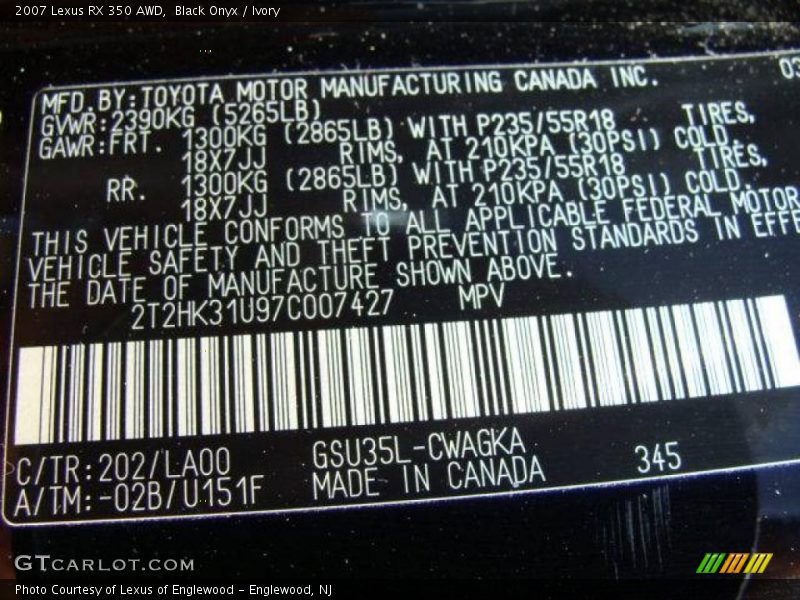 2007 Lexus RX 350 AWD,  Black Onyx / Ivory
MFD.BY:TOYOTA MOTOR MANUFACTURING CANADA INC. 03
GVWR:2390KG (5265LB)
GAWR:FRT. 1300KG (2865LB) WITH P235/55R18 TIRES,
18X7JJ RIMS, AT 210KPA (30PSI) COLD.
RR. 1300KG (2865LB) WITH P235/55R18 TIRES,
18X7JJ RIMS, AT 210KPA (30PSI) COLD.
THIS VEHICLE CONFORMS TO ALL APPLICABLE FEDERAL MOTOR
VEHICLE SAFETY AND THEFT PREVENTION STANDARDS IN EFFE
THE DATE OF MANUFACTURE SHOWN ABOVE.
2T2HK31U97C007427 MPV
C/TR:202/LA00 GSU35L-CWAGKA 345
A/TM:-02B/U151F MADE IN CANADA
GTCARLOT.COM
Photo Courtesy of Lexus of Englewood - Englewood, NJ